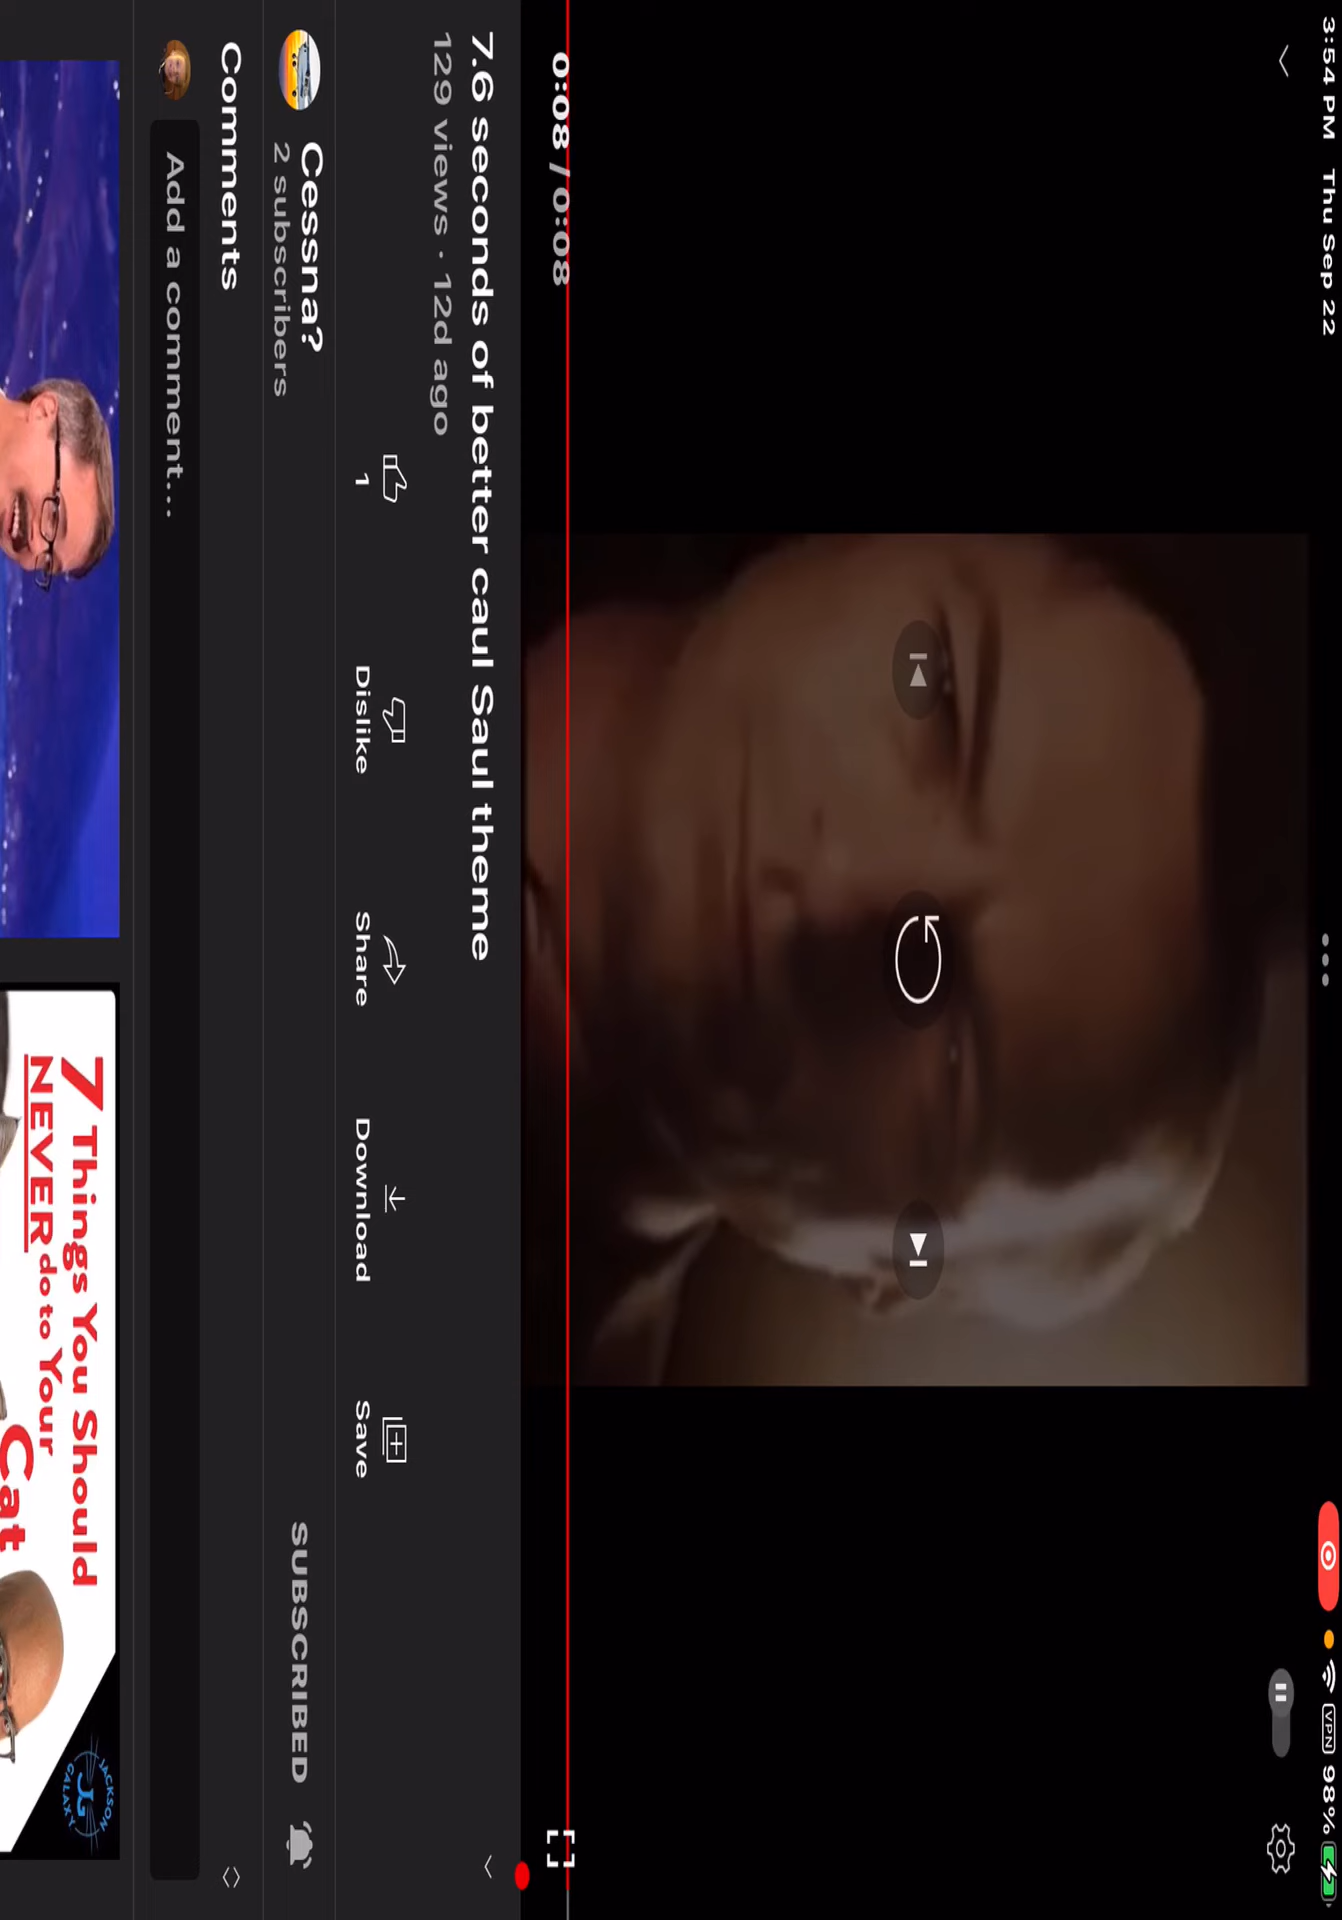 3:54 PM Thu Sep 22
VPN 98%
0:08 / 0:08
7.6 seconds of better caul Saul theme
129 views · 12d ago
1
Dislike
Share
Download
Save
Cessna?
2 subscribers
SUBSCRIBED
Comments
Add a comment...
7 Things You Should
NEVER do to Your
Cat
JACKSON
JG
GALAXY